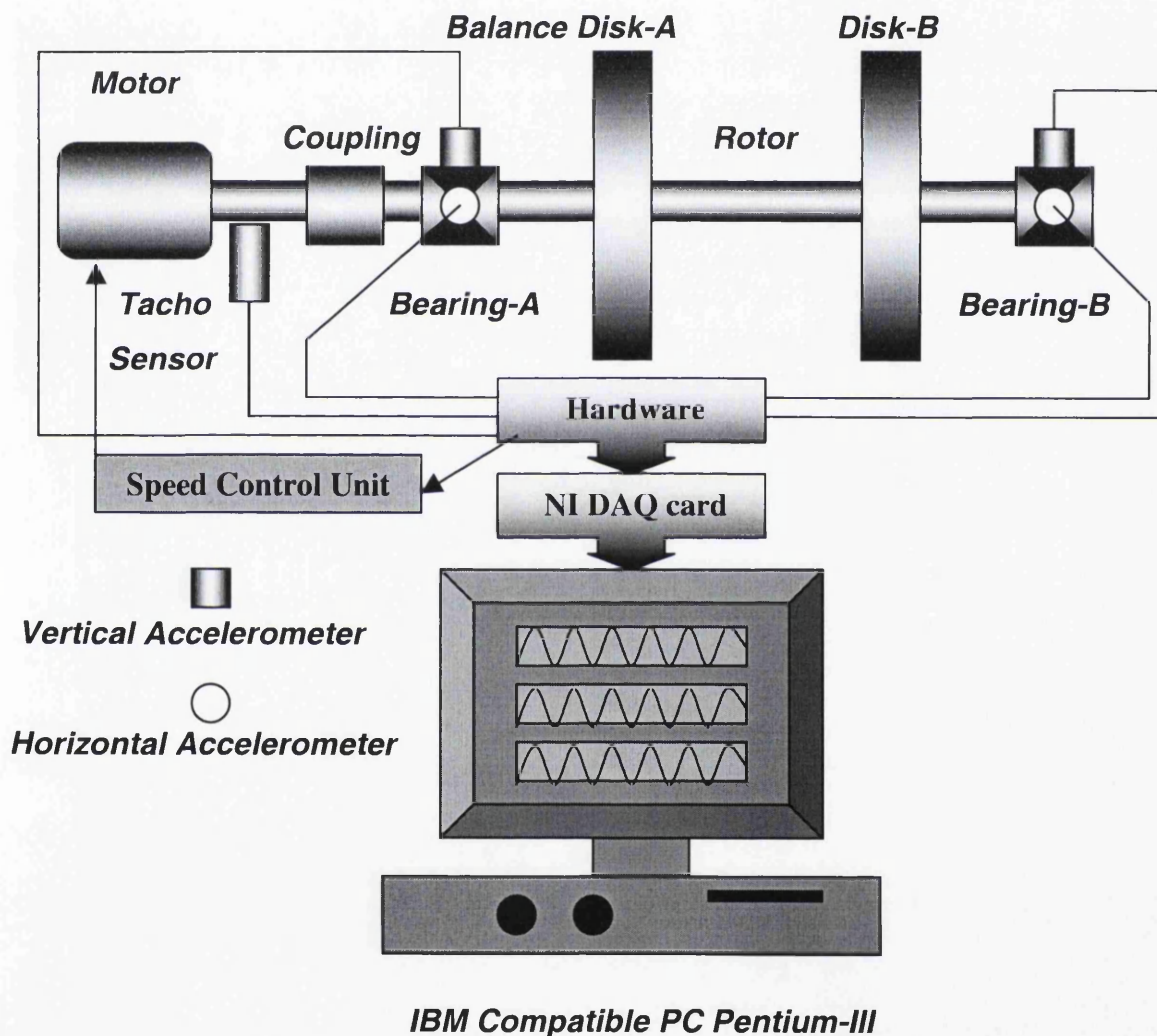 Balance Disk-A
Disk-B
Motor
Coupling
Rotor
Tacho
Sensor
Bearing-A
Bearing-B
Hardware
Speed Control Unit
NI DAQ card
Vertical Accelerometer
Horizontal Accelerometer
IBM Compatible PC Pentium-III